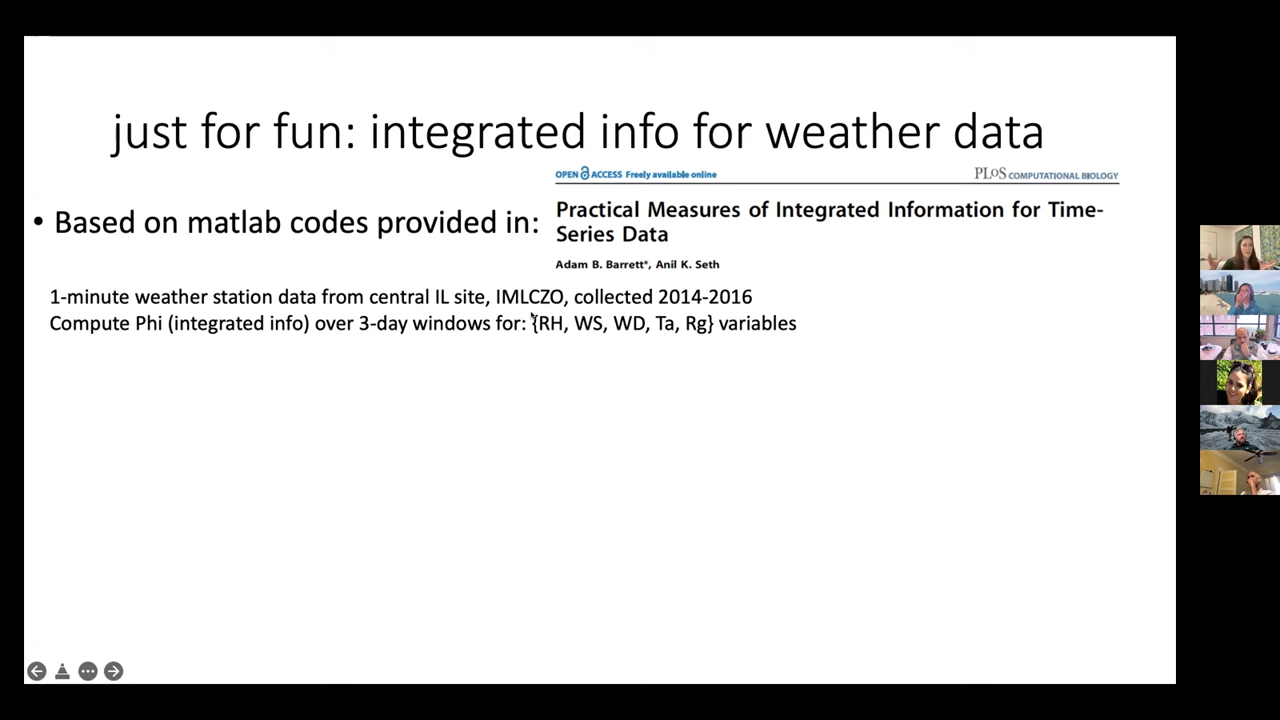 just for fun: integrated info for weather data
OPEN ACCESS Freely available online
PLoS COMPUTATIONAL BIOLOGY
• Based on matlab codes provided in:
Practical Measures of Integrated Information for Time-
Series Data
Adam B. Barrett*, Anil K. Seth
1-minute weather station data from central IL site, IMLCZO, collected 2014-2016
Compute Phi (integrated info) over 3-day windows for: {RH, WS, WD, Ta, Rg} variables